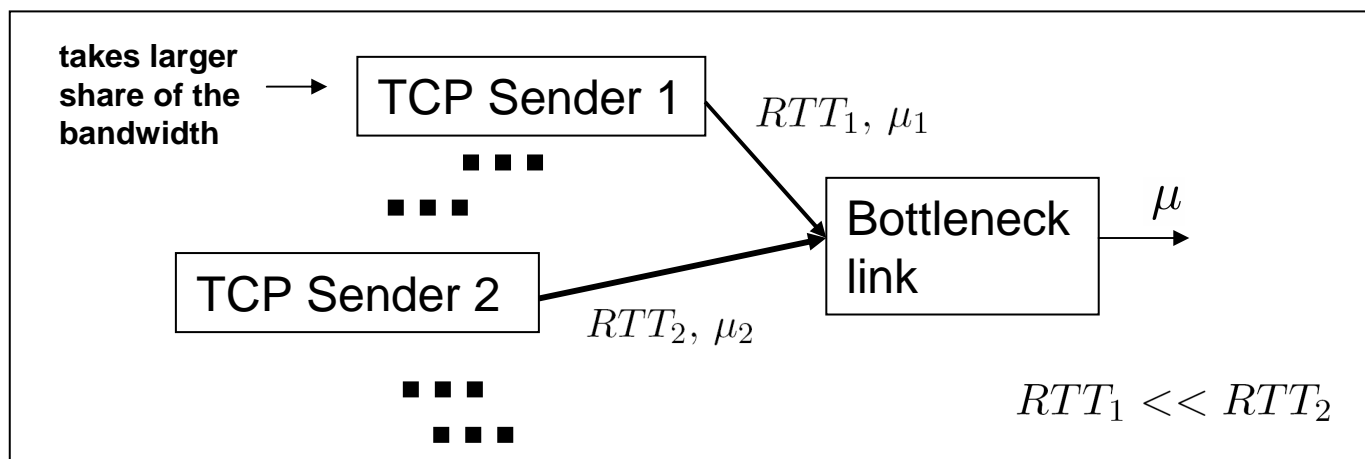 takes larger
share of the
bandwidth
TCP Sender 1
RTT₁, μ₁
Bottleneck
link
μ
TCP Sender 2
RTT₂, μ₂
RTT₁ << RTT₂